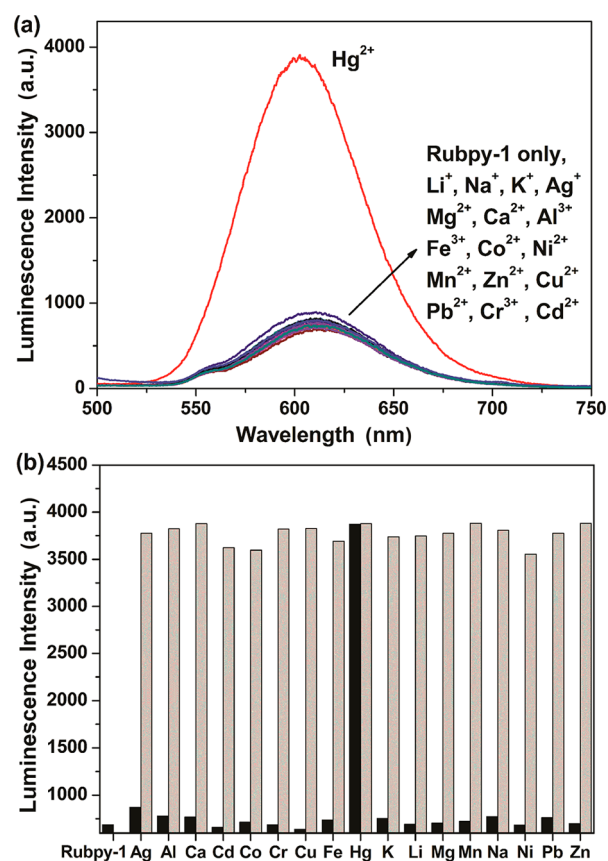 (a)
Luminescence Intensity (a.u.)
4000
3000
2000
1000
0
Hg²⁺
Rubpy-1 only,
Li⁺, Na⁺, K⁺, Ag⁺
Mg²⁺, Ca²⁺, Al³⁺
Fe³⁺, Co²⁺, Ni²⁺
Mn²⁺, Zn²⁺, Cu²⁺
Pb²⁺, Cr³⁺, Cd²⁺
500 550 600 650 700 750
Wavelength (nm)
(b)
Luminescence Intensity (a.u.)
4500
4000
3500
3000
2500
2000
1500
1000
Rubpy-1 Ag Al Ca Cd Co Cr Cu Fe Hg K Li Mg Mn Na Ni Pb Zn